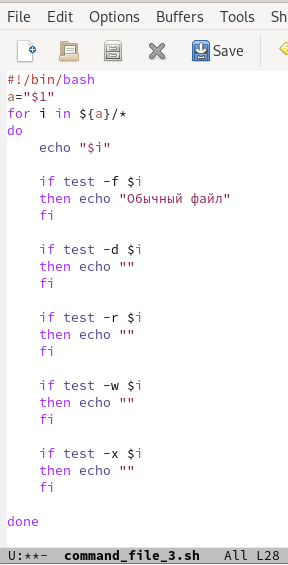 File Edit Options Buffers Tools Sh
Save
#!/bin/bash
a="$1"
for i in ${a}/*
do
    echo "$i"

    if test -f $i
    then echo "Обычный файл"
    fi

    if test -d $i
    then echo ""
    fi

    if test -r $i
    then echo ""
    fi

    if test -w $i
    then echo ""
    fi

    if test -x $i
    then echo ""
    fi

done
U:**- command_file_3.sh All L28